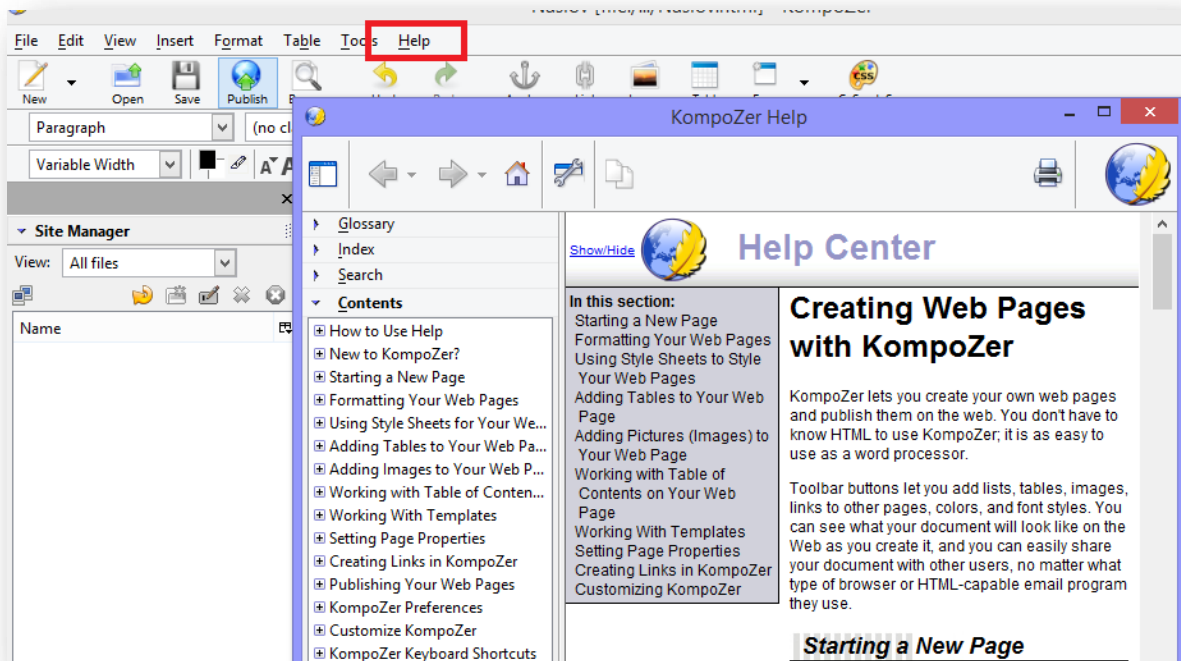 File Edit View Insert Format Table Tools Help
New Open Save Publish
Paragraph
(no cl
Variable Width
Site Manager
View: All files
Name
KompoZer Help
Glossary
Index
Search
Contents
How to Use Help
New to KompoZer?
Starting a New Page
Formatting Your Web Pages
Using Style Sheets for Your We...
Adding Tables to Your Web Pa...
Adding Images to Your Web P...
Working with Table of Conten...
Working With Templates
Setting Page Properties
Creating Links in KompoZer
Publishing Your Web Pages
KompoZer Preferences
Customize KompoZer
KompoZer Keyboard Shortcuts
Show/Hide
Help Center
In this section:
Starting a New Page
Formatting Your Web Pages
Using Style Sheets to Style
Your Web Pages
Adding Tables to Your Web
Page
Adding Pictures (Images) to
Your Web Page
Working with Table of
Contents on Your Web
Page
Working With Templates
Setting Page Properties
Creating Links in KompoZer
Customizing KompoZer
Creating Web Pages
with KompoZer
KompoZer lets you create your own web pages
and publish them on the web. You don't have to
know HTML to use KompoZer; it is as easy to
use as a word processor.
Toolbar buttons let you add lists, tables, images,
links to other pages, colors, and font styles. You
can see what your document will look like on the
Web as you create it, and you can easily share
your document with other users, no matter what
type of browser or HTML-capable email program
they use.
Starting a New Page